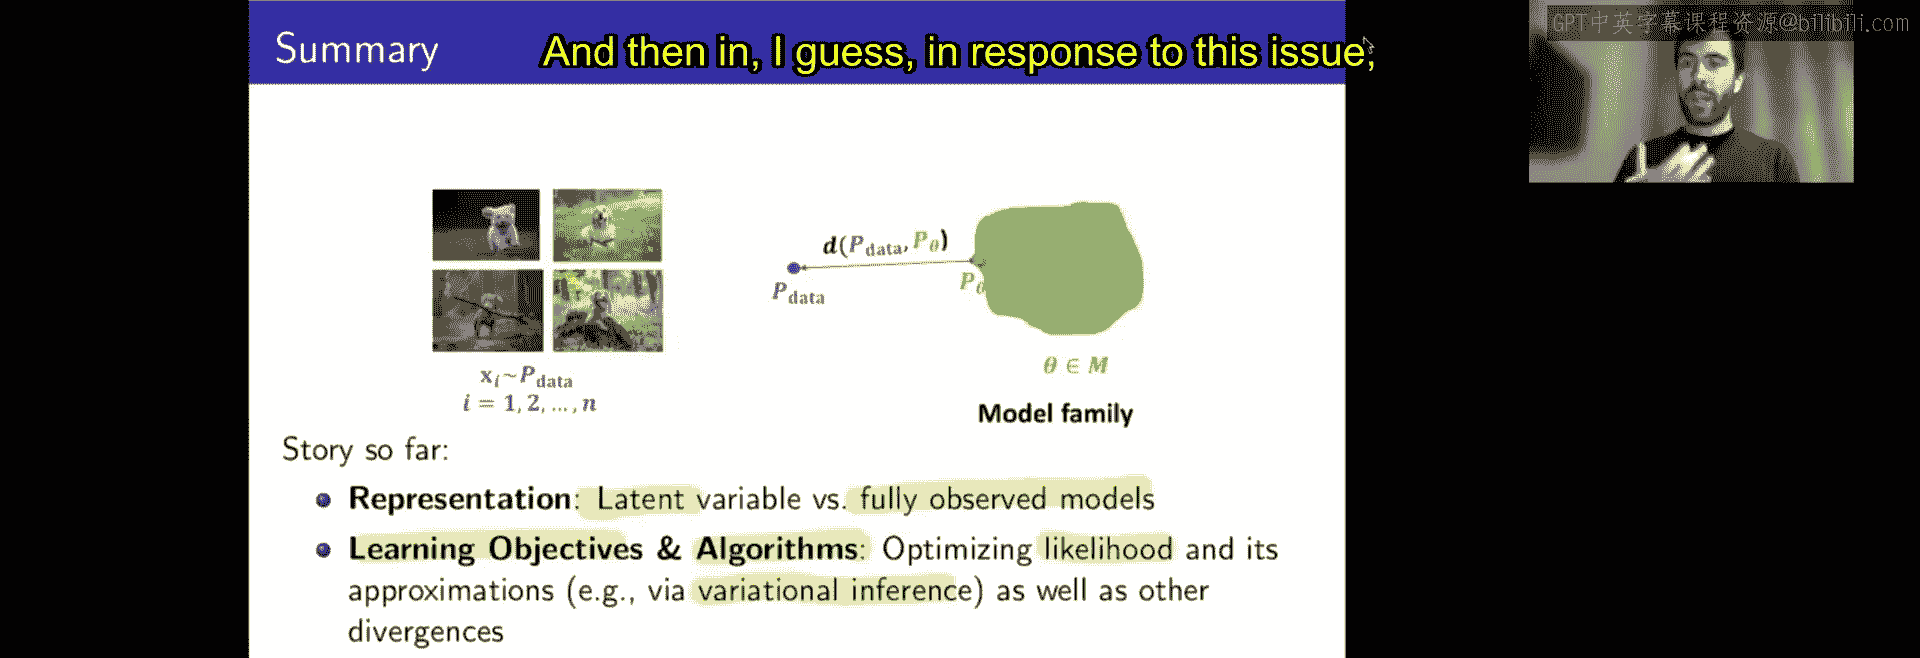 Summary
And then in, I guess, in response to this issue,
GPT中英字幕课程资源@bilibili.com
d(Pdata, Pθ)
Pdata
Pθ
xi~Pdata
i = 1, 2, ..., n
θ ∈ M
Model family
Story so far:
Representation: Latent variable vs. fully observed models
Learning Objectives & Algorithms: Optimizing likelihood and its
approximations (e.g., via variational inference) as well as other
divergences